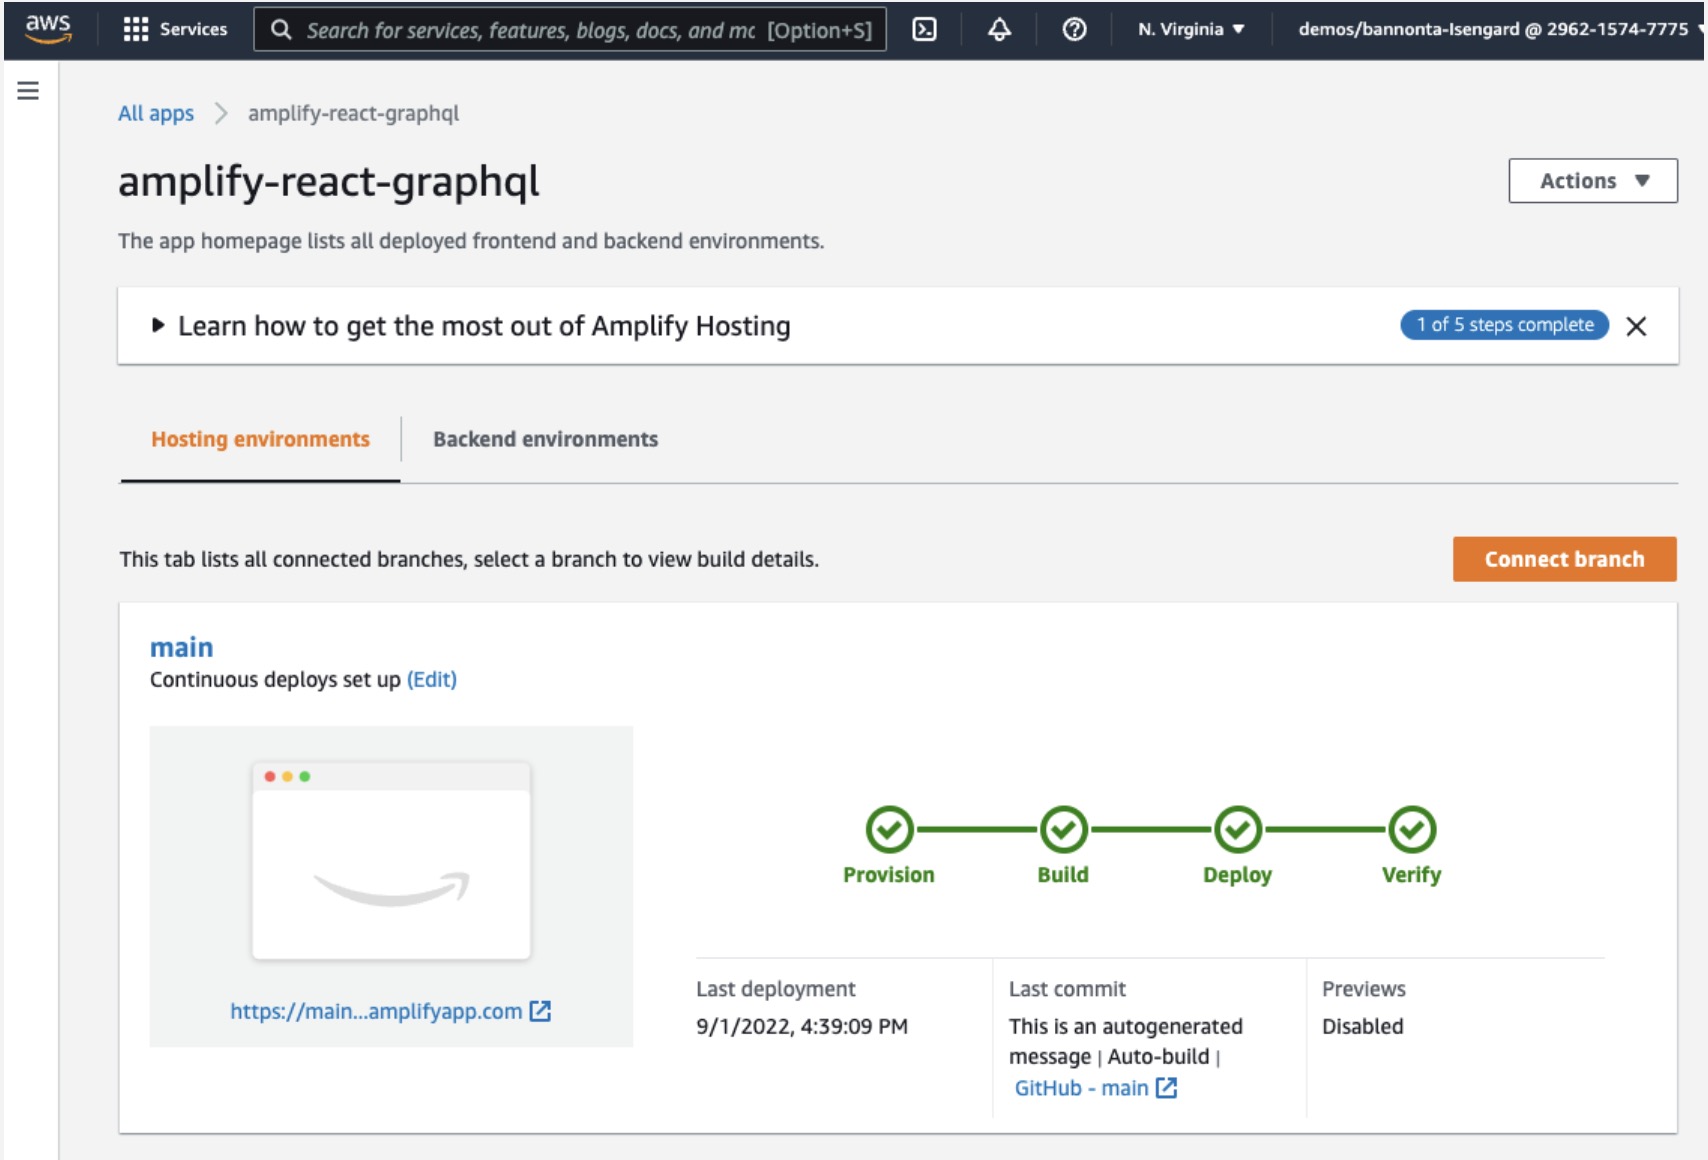 aws
Services
Search for services, features, blogs, docs, and mc [Option+S]
N. Virginia
demos/bannonta-Isengard @ 2962-1574-7775
All apps
amplify-react-graphql
amplify-react-graphql
Actions
The app homepage lists all deployed frontend and backend environments.
Learn how to get the most out of Amplify Hosting
1 of 5 steps complete
Hosting environments
Backend environments
This tab lists all connected branches, select a branch to view build details.
Connect branch
main
Continuous deploys set up (Edit)
https://main...amplifyapp.com
Provision
Build
Deploy
Verify
Last deployment
9/1/2022, 4:39:09 PM
Last commit
This is an autogenerated
message | Auto-build |
GitHub - main
Previews
Disabled